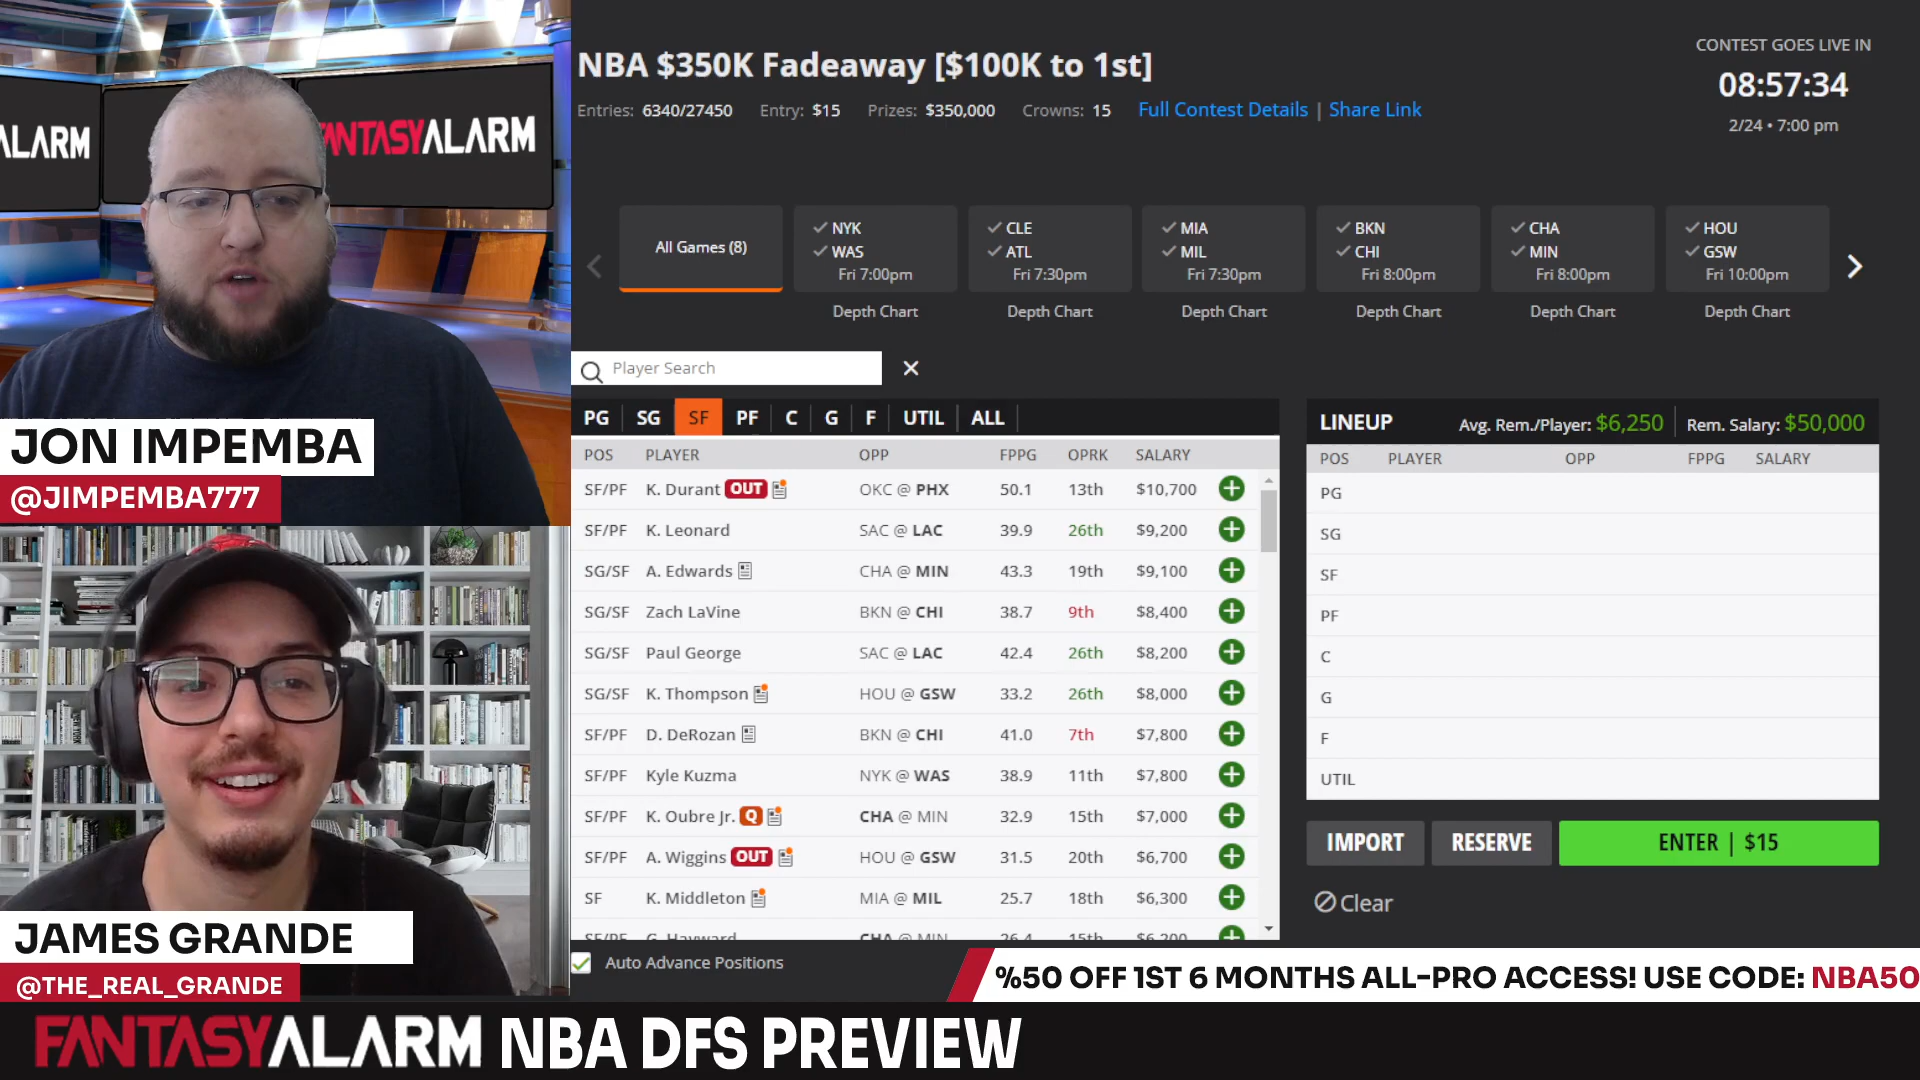 ALARM
FANTASYALARM
JON IMPEMBA
@JIMPEMBA777
JAMES GRANDE
@THE_REAL_GRANDE
NBA $350K Fadeaway [$100K to 1st]
Entries: 6340/27450 Entry: $15 Prizes: $350,000 Crowns: 15 Full Contest Details | Share Link
CONTEST GOES LIVE IN
08:57:34
2/24 • 7:00 pm
All Games (8)
NYK
WAS
Fri 7:00pm
Depth Chart
CLE
ATL
Fri 7:30pm
Depth Chart
MIA
MIL
Fri 7:30pm
Depth Chart
BKN
CHI
Fri 8:00pm
Depth Chart
CHA
MIN
Fri 8:00pm
Depth Chart
HOU
GSW
Fri 10:00pm
Depth Chart
Player Search
PG SG SF PF C G F UTIL ALL
POS PLAYER OPP FPPG OPRK SALARY
SF/PF K. Durant OUT OKC @ PHX 50.1 13th $10,700
SF/PF K. Leonard SAC @ LAC 39.9 26th $9,200
SG/SF A. Edwards CHA @ MIN 43.3 19th $9,100
SG/SF Zach LaVine BKN @ CHI 38.7 9th $8,400
SG/SF Paul George SAC @ LAC 42.4 26th $8,200
SG/SF K. Thompson HOU @ GSW 33.2 26th $8,000
SF/PF D. DeRozan BKN @ CHI 41.0 7th $7,800
SF/PF Kyle Kuzma NYK @ WAS 38.9 11th $7,800
SF/PF K. Oubre Jr. Q CHA @ MIN 32.9 15th $7,000
SF/PF A. Wiggins OUT HOU @ GSW 31.5 20th $6,700
SF K. Middleton MIA @ MIL 25.7 18th $6,300
SF/PF G. Hayward CHA @ MIN 26.4 15th $6,200
Auto Advance Positions
LINEUP Avg. Rem./Player: $6,250 Rem. Salary: $50,000
POS PLAYER OPP FPPG SALARY
PG
SG
SF
PF
C
G
F
UTIL
IMPORT RESERVE ENTER | $15
Clear
%50 OFF 1ST 6 MONTHS ALL-PRO ACCESS! USE CODE: NBA50
FANTASYALARM NBA DFS PREVIEW